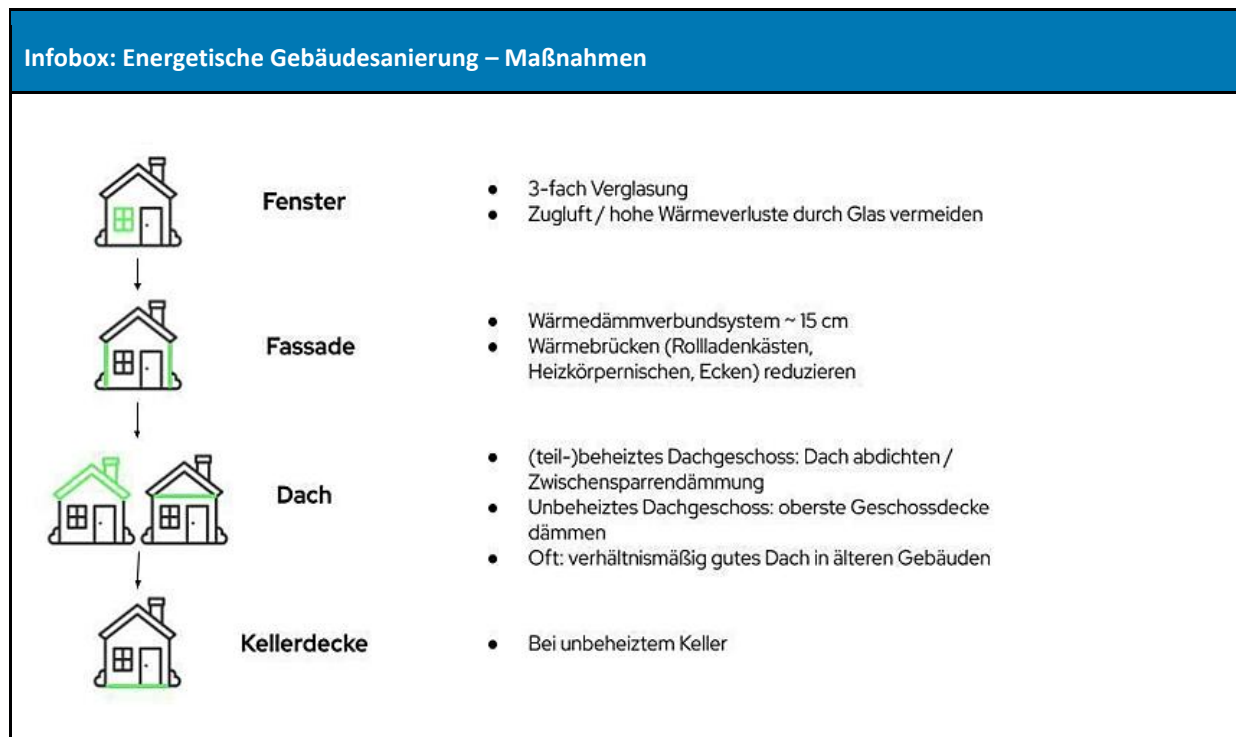 Infobox: Energetische Gebäudesanierung – Maßnahmen
Fenster
● 3-fach Verglasung
● Zugluft / hohe Wärmeverluste durch Glas vermeiden
Fassade
● Wärmedämmverbundsystem ~ 15 cm
● Wärmebrücken (Rollladenkästen,
Heizkörpernischen, Ecken) reduzieren
Dach
● (teil-)beheiztes Dachgeschoss: Dach abdichten /
Zwischensparrendämmung
● Unbeheiztes Dachgeschoss: oberste Geschossdecke
dämmen
● Oft: verhältnismäßig gutes Dach in älteren Gebäuden
Kellerdecke
● Bei unbeheiztem Keller